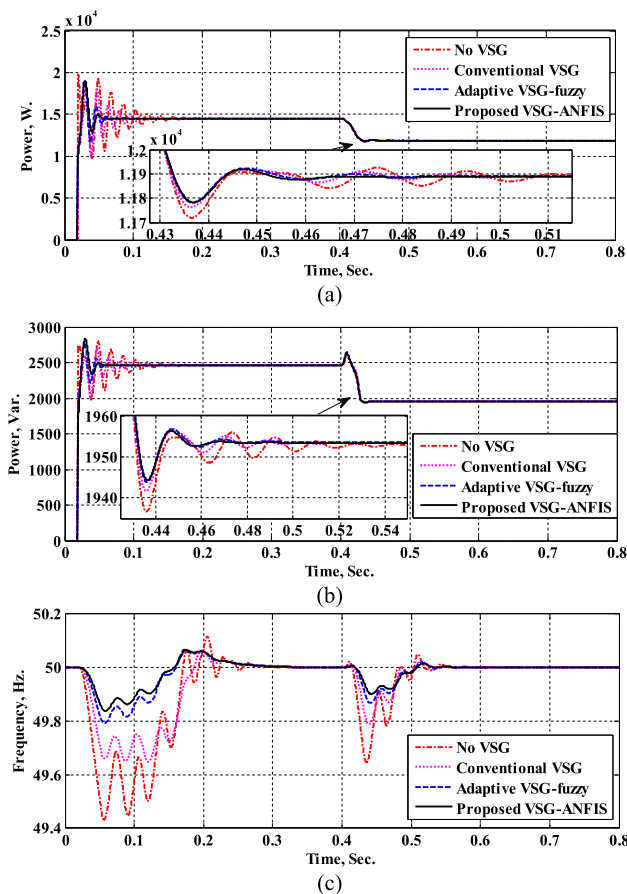 x 10⁴
2.5
2
1.5
1
0.5
0
Power, W.
No VSG
Conventional VSG
Adaptive VSG-fuzzy
Proposed VSG-ANFIS
x 10⁴
1.2
1.19
1.18
1.17
0.43 0.44 0.45 0.46 0.47 0.48 0.49 0.5 0.51
0 0.1 0.2 0.3 0.4 0.5 0.6 0.7 0.8
Time, Sec.
(a)
3000
2500
2000
1500
1000
500
0
Power, Var.
1960
1950
1940
0.44 0.46 0.48 0.5 0.52 0.54
No VSG
Conventional VSG
Adaptive VSG-fuzzy
Proposed VSG-ANFIS
0 0.1 0.2 0.3 0.4 0.5 0.6 0.7 0.8
Time, Sec.
(b)
50.2
50
49.8
49.6
49.4
Frequency, Hz.
No VSG
Conventional VSG
Adaptive VSG-fuzzy
Proposed VSG-ANFIS
0 0.1 0.2 0.3 0.4 0.5 0.6 0.7 0.8
Time, Sec.
(c)